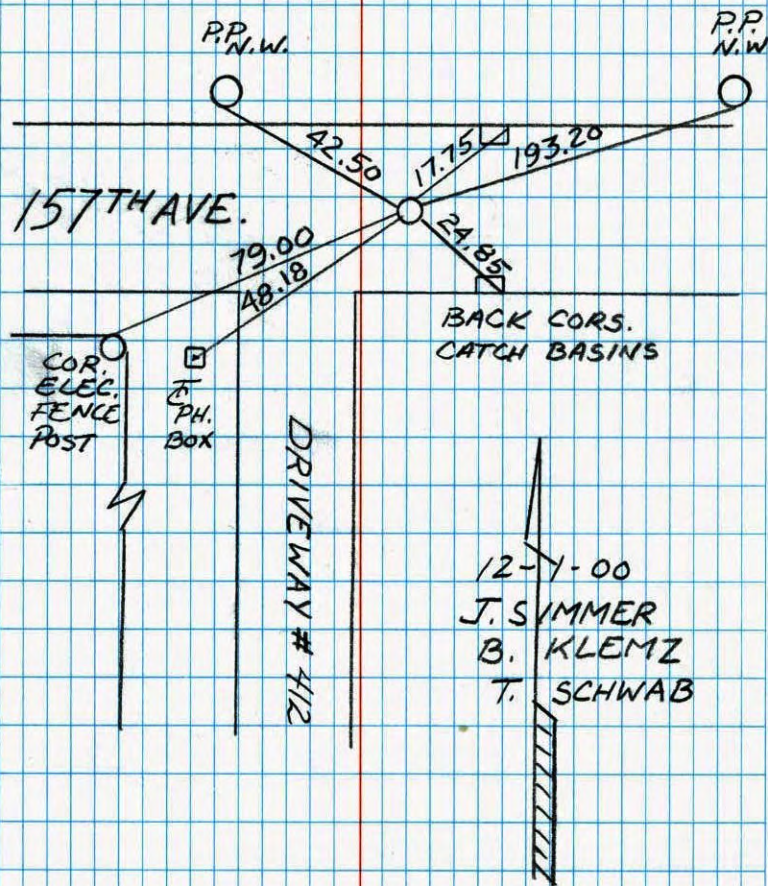 P.P.
N.W.
P.P.
N.W
42.50
17.75
193.20
157TH AVE.
79.00
48.18
24.85
BACK CORS.
CATCH BASINS
COR.
ELEC.
FENCE
POST
℄
PH.
BOX
DRIVEWAY # 412
12-1-00
J. SIMMER
B. KLEMZ
T. SCHWAB